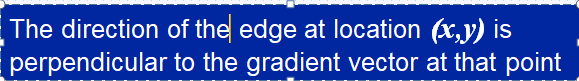 The direction of the edge at location (x,y) is
perpendicular to the gradient vector at that point